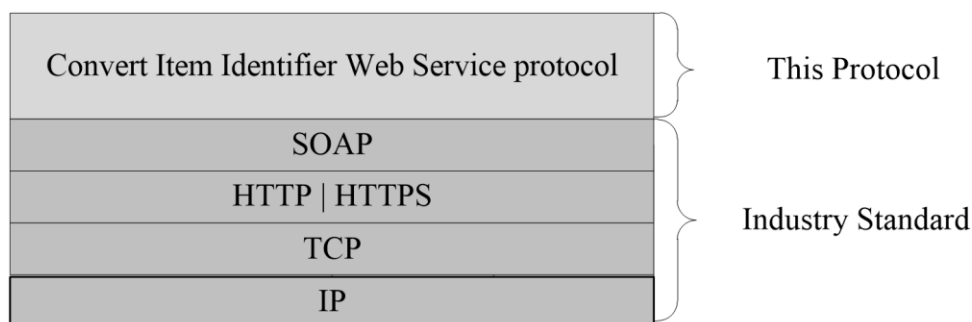 Convert Item Identifier Web Service protocol
This Protocol
SOAP
HTTP | HTTPS
TCP
IP
Industry Standard